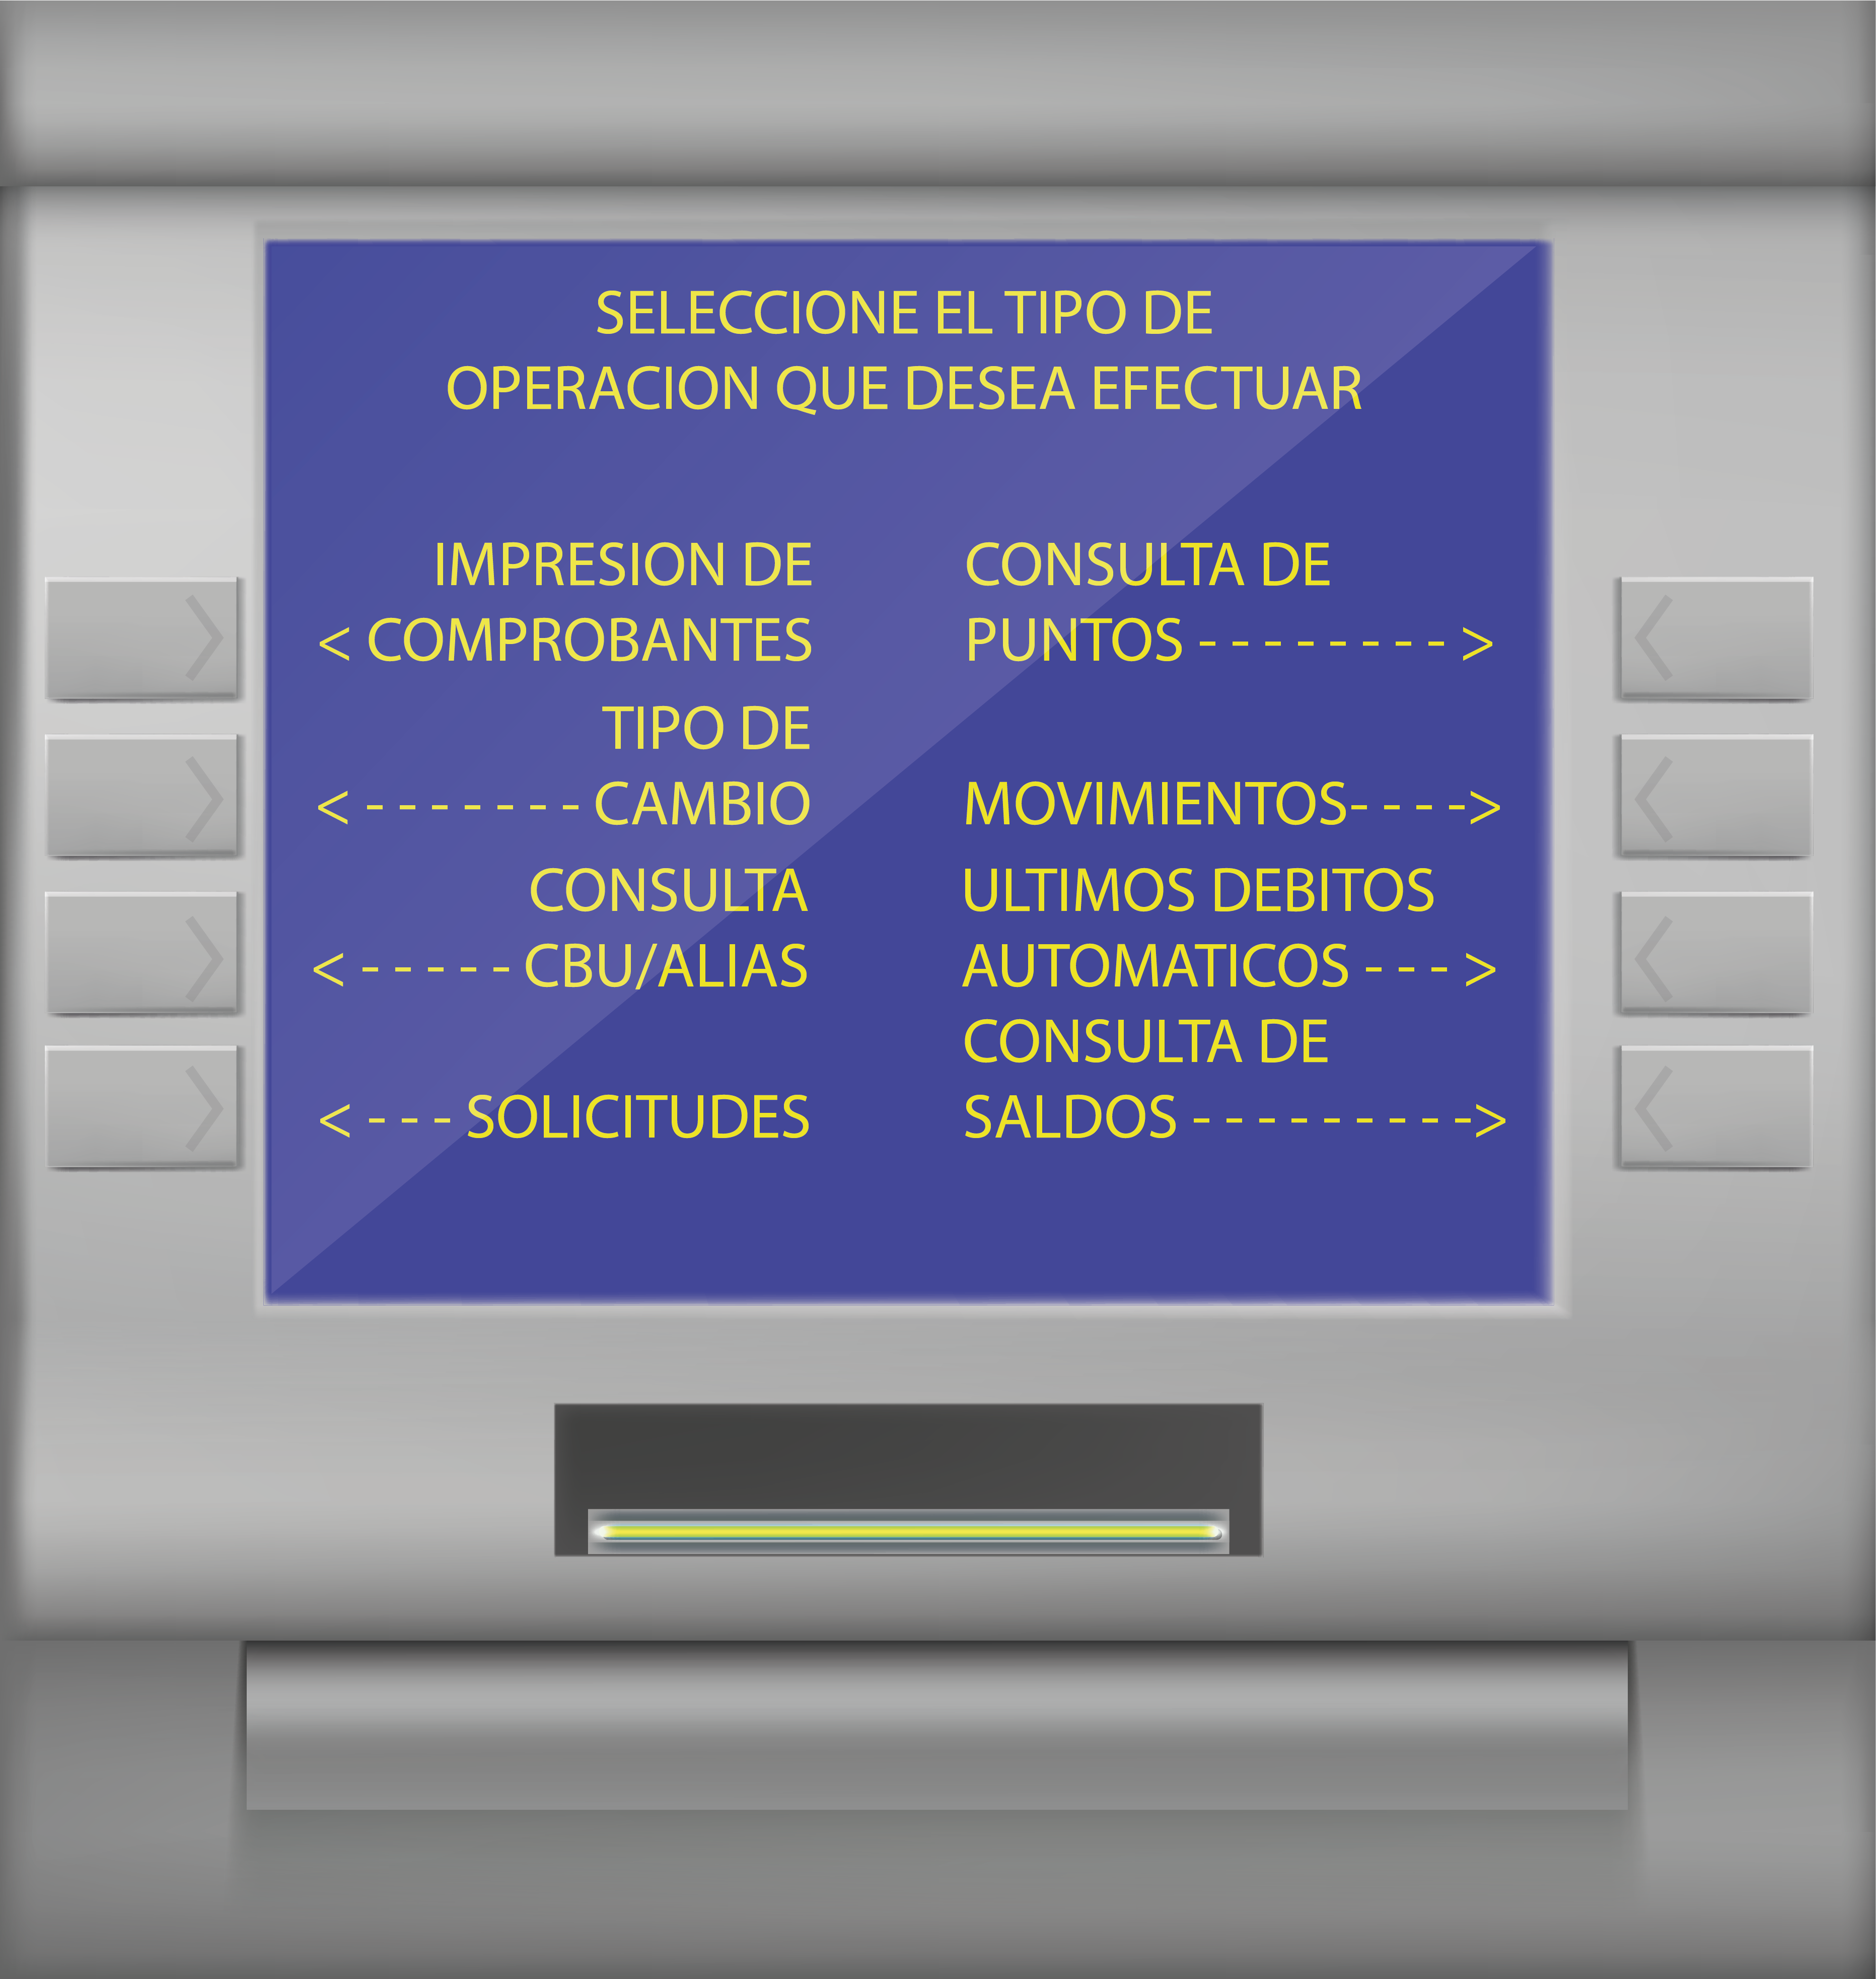 SELECCIONE EL TIPO DE
OPERACION QUE DESEA EFECTUAR
IMPRESION DE
< COMPROBANTES
CONSULTA DE
PUNTOS - - - - - - - - >
TIPO DE
< - - - - - - - CAMBIO
MOVIMIENTOS- - - ->
CONSULTA
< - - - - - CBU/ALIAS
ULTIMOS DEBITOS
AUTOMATICOS - - - >
< - - - SOLICITUDES
CONSULTA DE
SALDOS - - - - - - - - ->